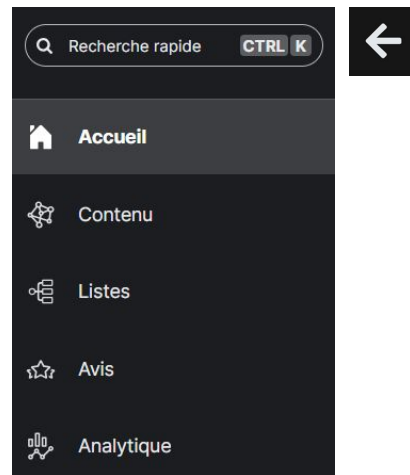 Recherche rapide CTRL K
Accueil
Contenu
Listes
Avis
Analytique